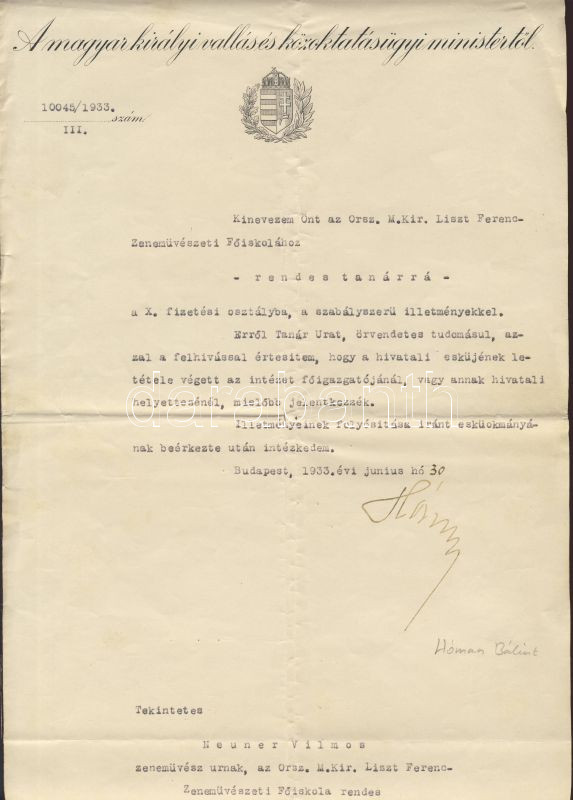 A magyar királyi vallás és közoktatásügyi ministertől.
10045/1933. szám
III.
Kinevezem Önt az Orsz. M.Kir. Liszt Ferenc-
Zeneművészeti Főiskolához
- rendes tanárrá -
a X. fizetési osztályba, a szabályszerü illetményekkel.
Erről Tanár Urat, örvendetes tudomásul, az-
zal a felhivással értesitem, hogy a hivatali esküjének le-
tétele végett az intézet főigazgatójánál, vagy annak hivatali
helyettesénél, mielőbb jelentkezzék.
Illetményeinek folyósitása iránt esküokmányá-
nak beérkezte után intézkedem.
Budapest, 1933.évi junius hó 30
Hóman
Hóman Bálint
Tekintetes
Neuner Vilmos
zeneművész urnak, az Orsz. M.Kir. Liszt Ferenc-
Zeneművészeti Főiskola rendes
darabanth